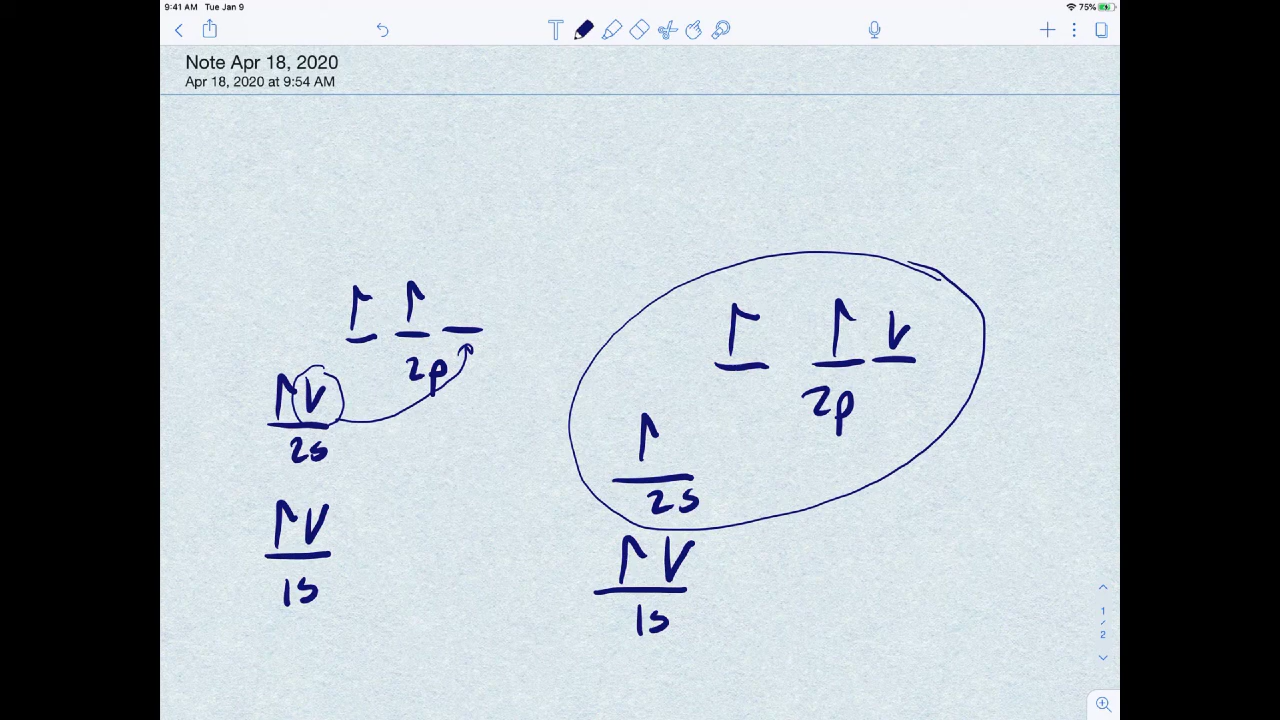 9:41 AM Tue Jan 9
75%
T
Note Apr 18, 2020
Apr 18, 2020 at 9:54 AM
2p
2s
1s
2p
2s
1s
1
/
2